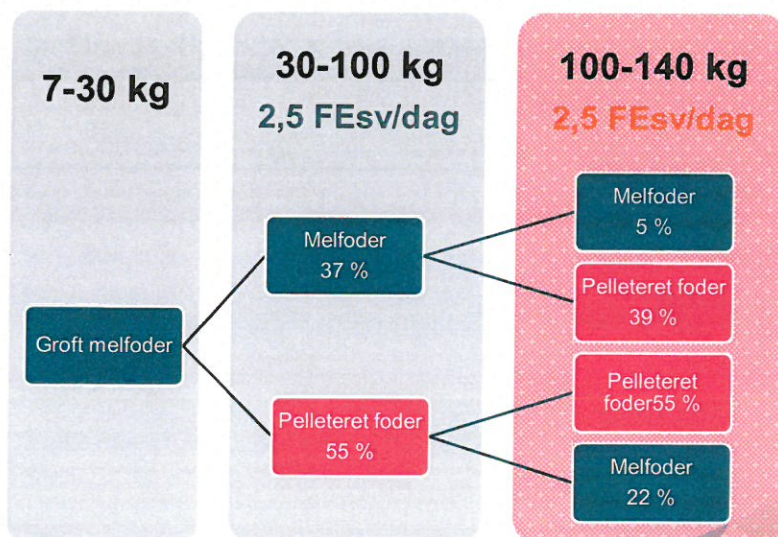 7-30 kg
30-100 kg
2,5 FEsv/dag
100-140 kg
2,5 FEsv/dag
Groft melfoder
Melfoder
37 %
Pelleteret foder
55 %
Melfoder
5 %
Pelleteret foder
39 %
Pelleteret
foder55 %
Melfoder
22 %